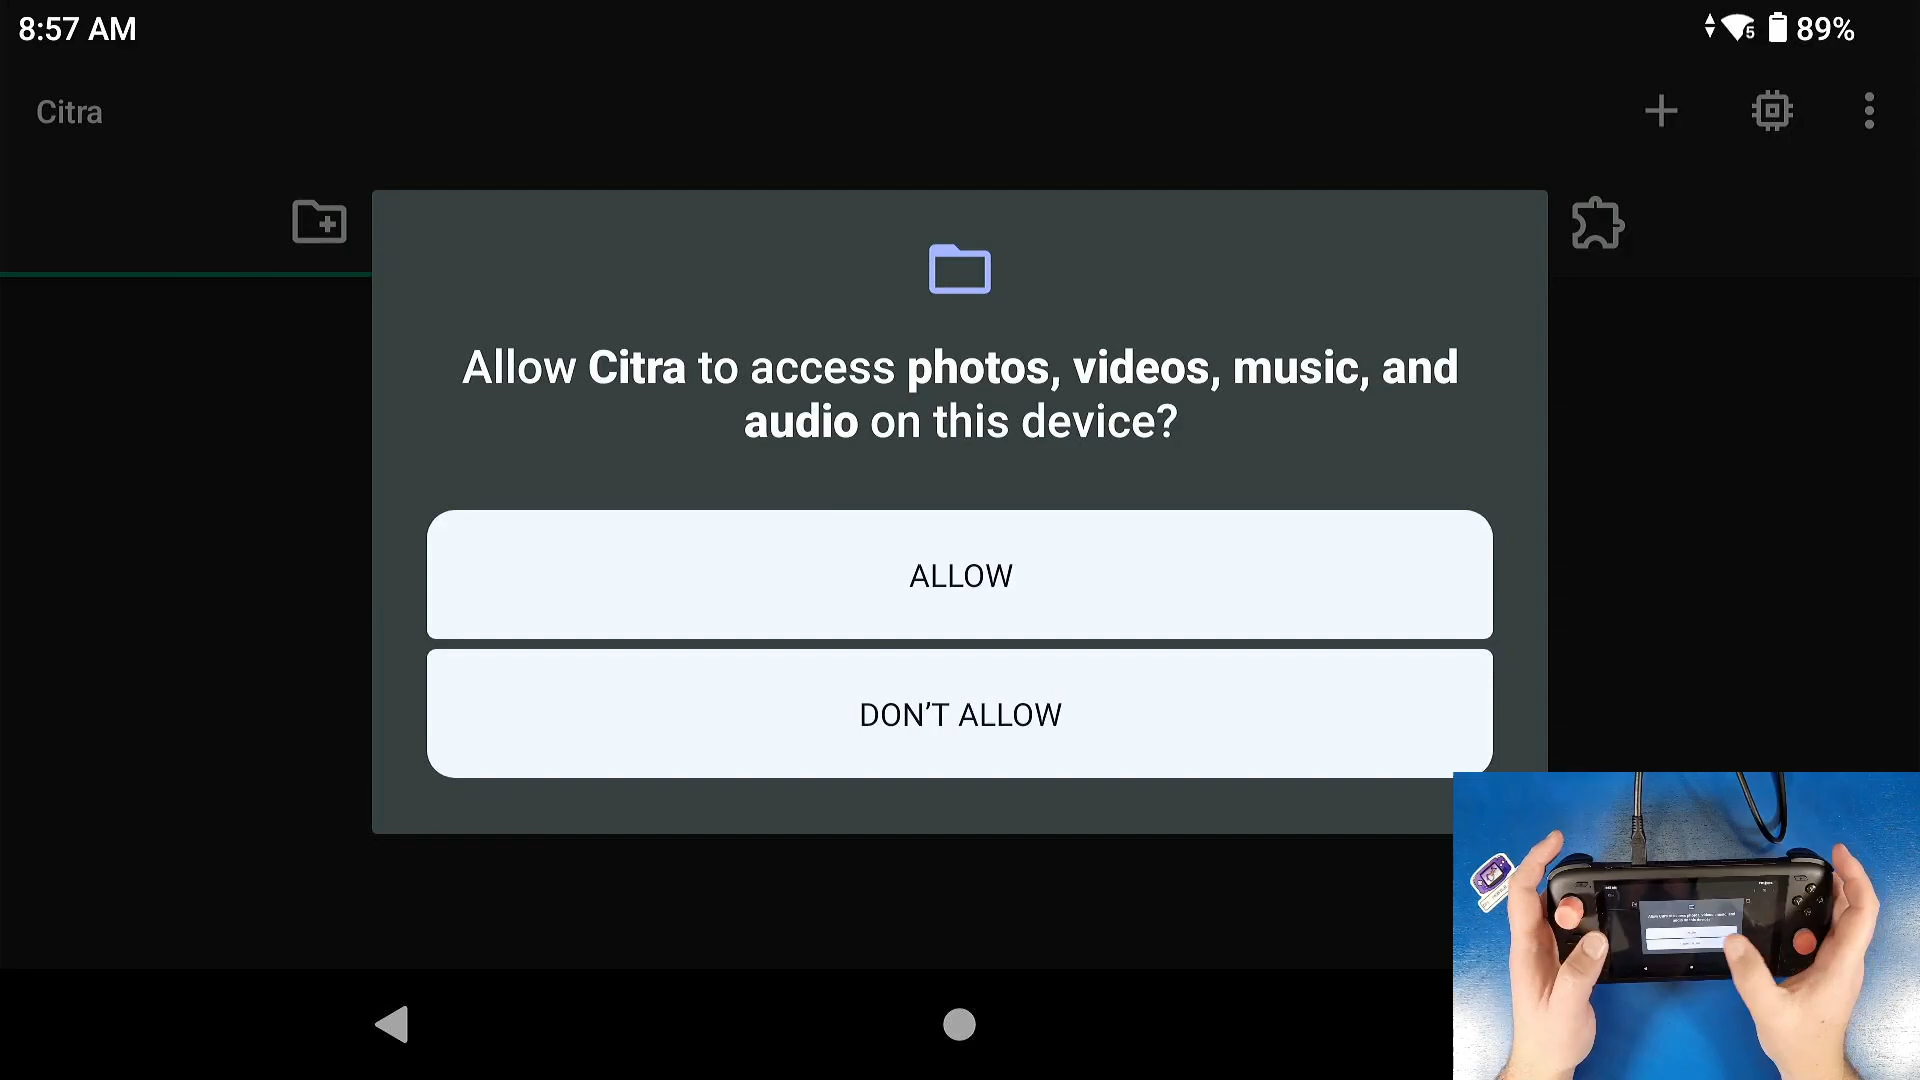 8:57 AM
5 89%
Citra
Allow Citra to access photos, videos, music, and
audio on this device?
ALLOW
DON’T ALLOW